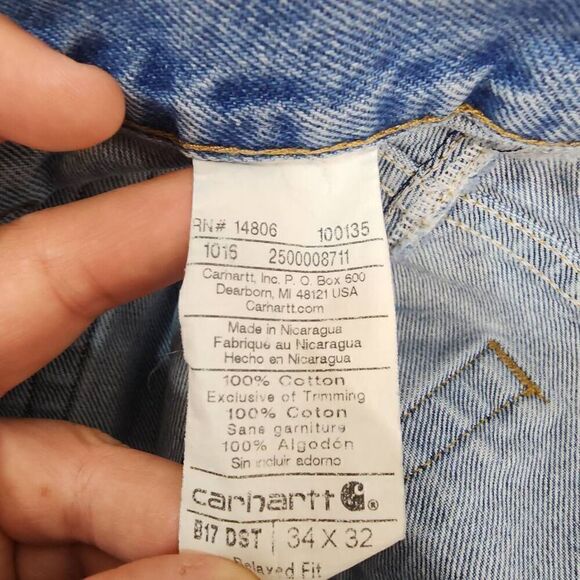 RN# 14806 100135
1016 2500008711
Carhartt, Inc. P. O. Box 600
Dearborn, MI 48121 USA
Carhartt.com
Made in Nicaragua
Fabriqué au Nicaragua
Hecho en Nicaragua
100% Cotton
Exclusive of Trimming
100% Coton
Sans garniture
100% Algodón
Sin incluir adorno
carhartt ®
B17 DST 34 X 32
Relaxed Fit